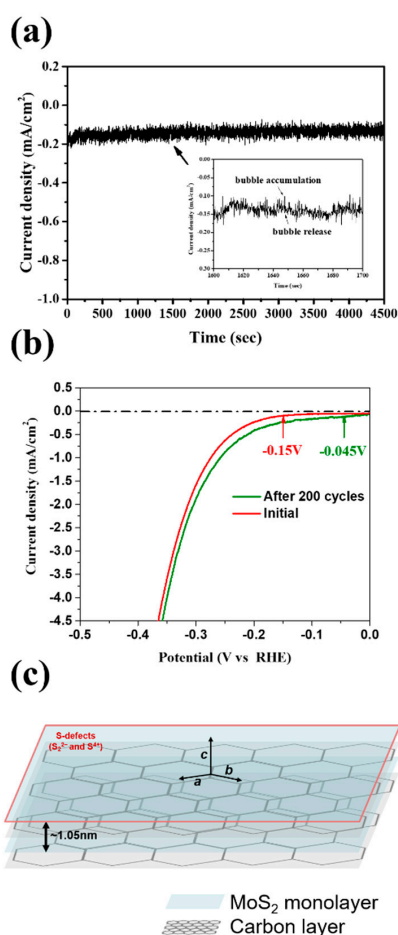 (a)
0.2
0.0
-0.2
-0.4
-0.6
-0.8
-1.0
Current density (mA/cm²)
0 500 1000 1500 2000 2500 3000 3500 4000 4500
Time (sec)
0.00
-0.05
-0.10
-0.15
-0.20
-0.25
-0.30
Current density (mA/cm²)
bubble accumulation
bubble release
1600 1620 1640 1660 1680 1700
Time (sec)
(b)
0.5
0.0
-0.5
-1.0
-1.5
-2.0
-2.5
-3.0
-3.5
-4.0
-4.5
Current density (mA/cm²)
-0.15V
-0.045V
After 200 cycles
Initial
-0.5 -0.4 -0.3 -0.2 -0.1 0.0
Potential (V vs RHE)
(c)
S-defects
(S₂²⁻ and S⁴⁺)
c
a
b
~1.05nm
MoS₂ monolayer
Carbon layer